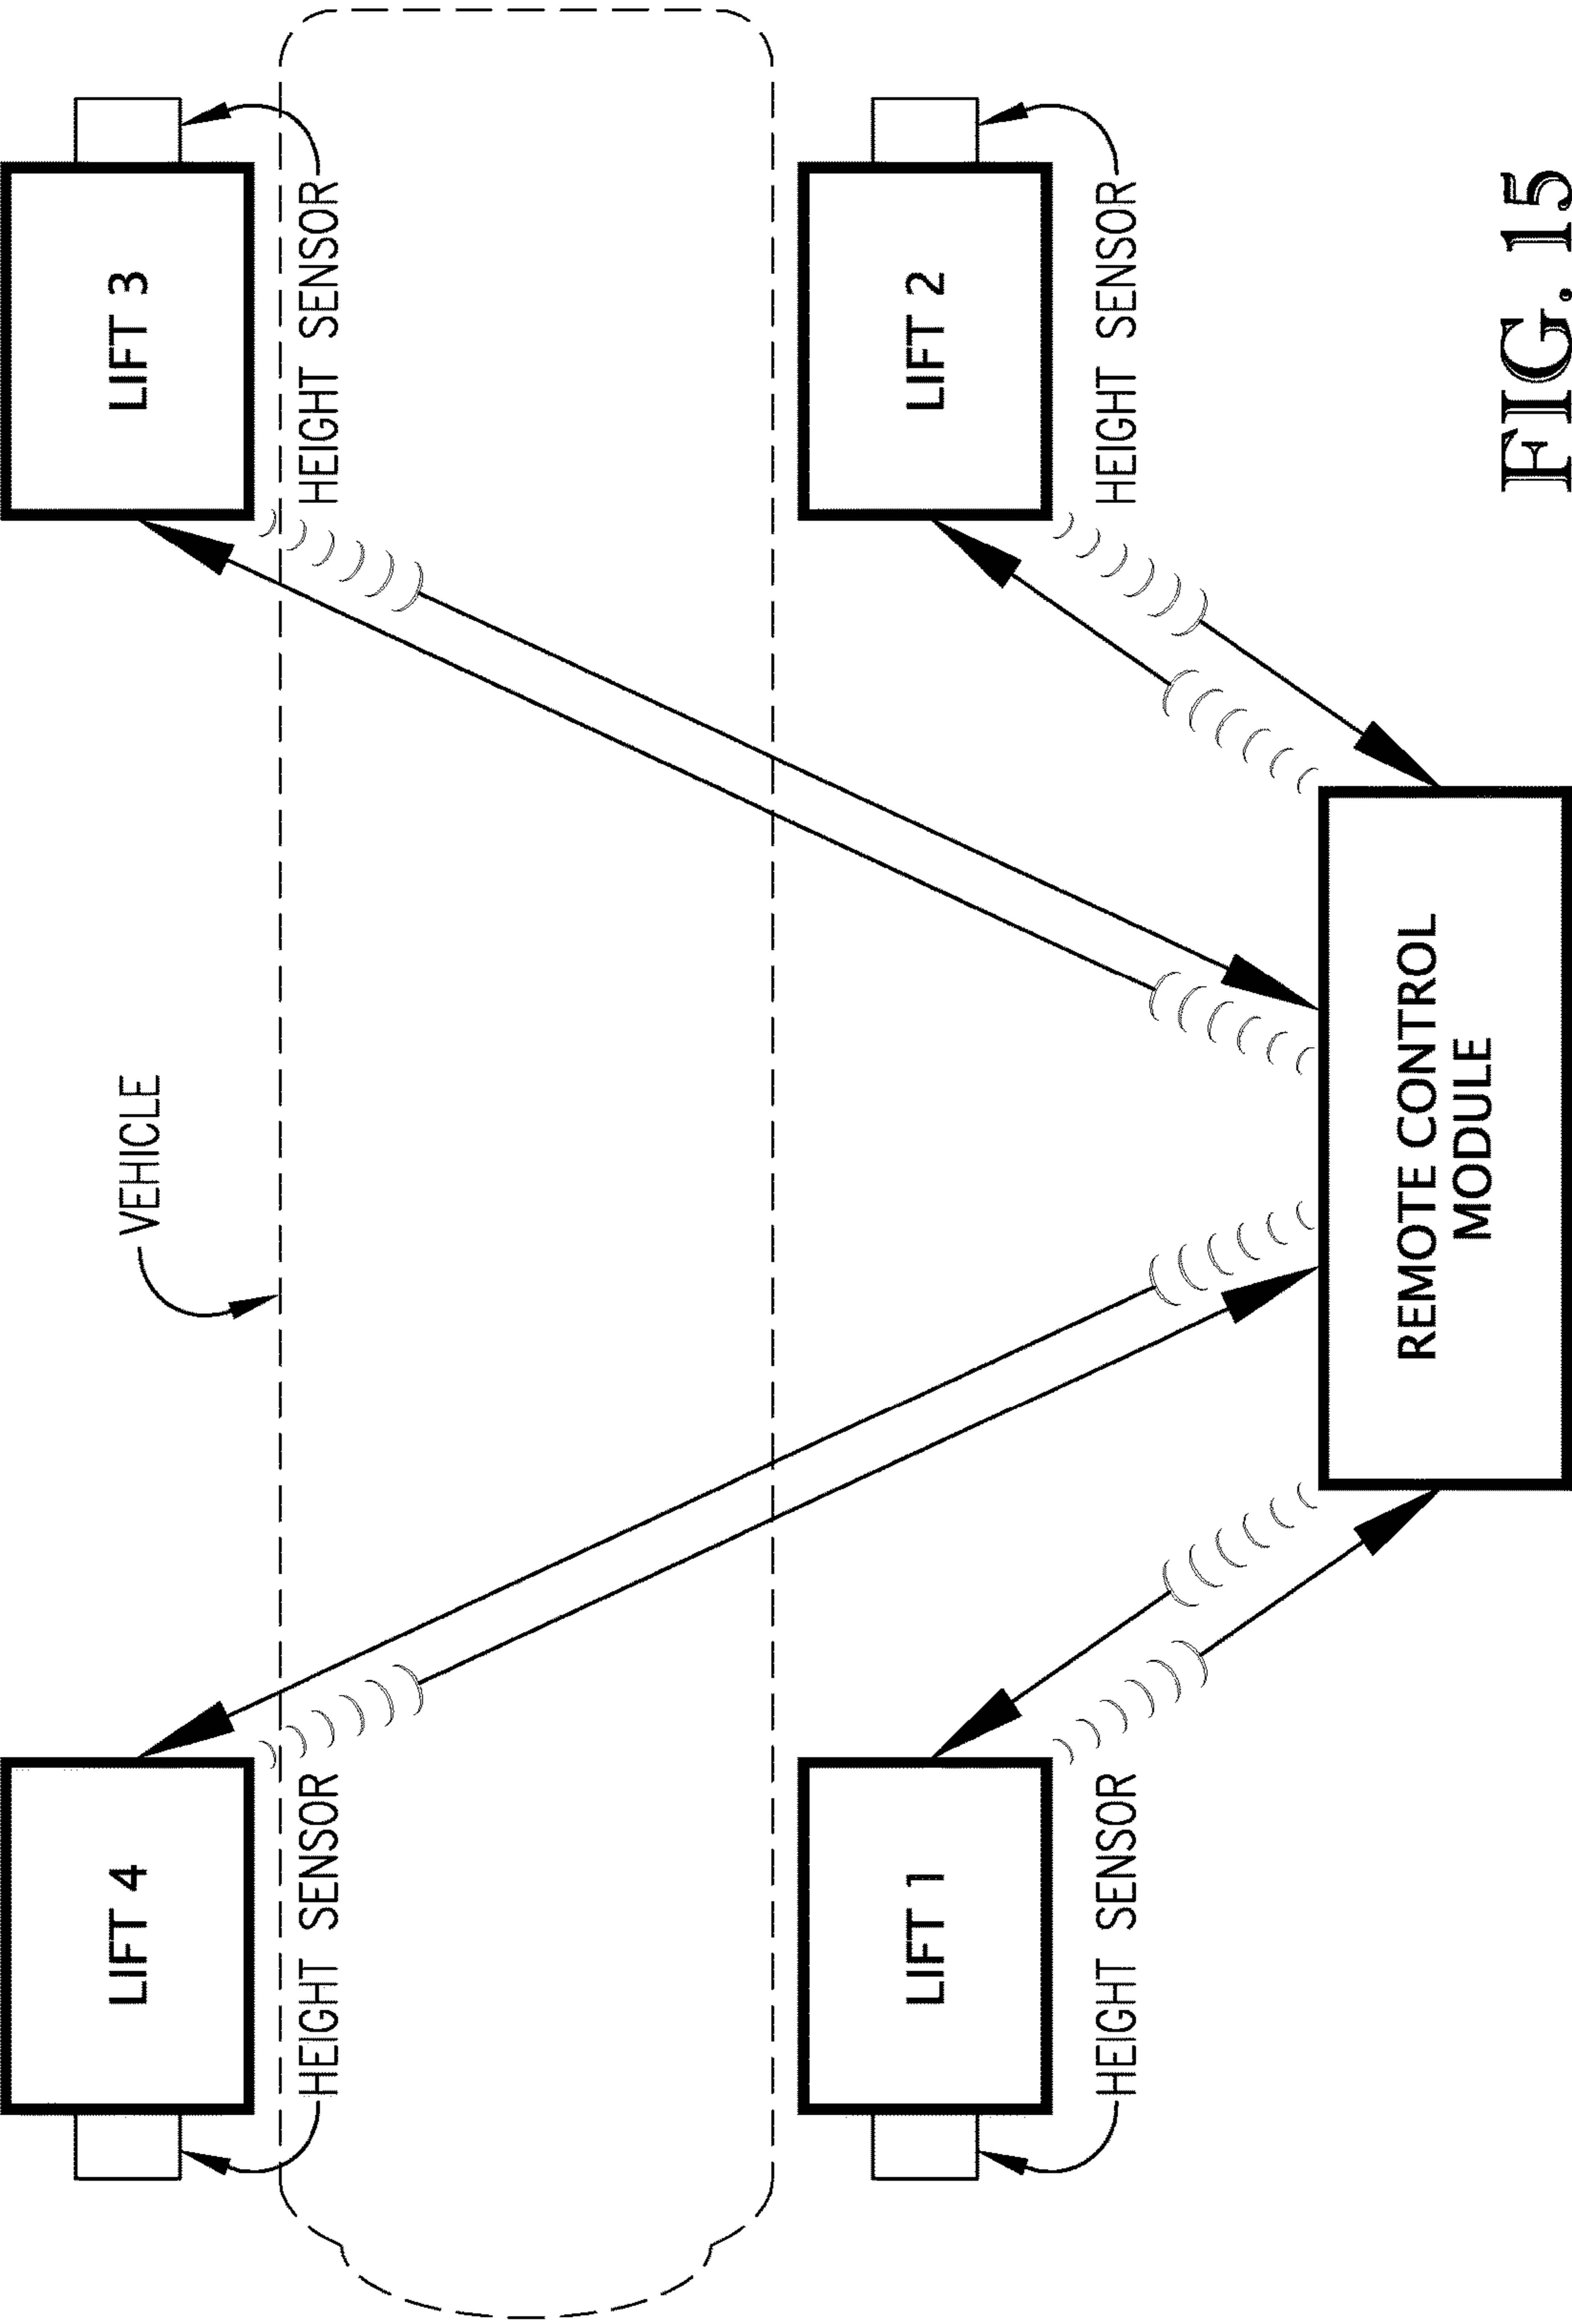 LIFT 4
HEIGHT SENSOR
VEHICLE
LIFT 3
HEIGHT SENSOR
LIFT 1
HEIGHT SENSOR
LIFT 2
HEIGHT SENSOR
REMOTE CONTROL
MODULE
FIG. 15